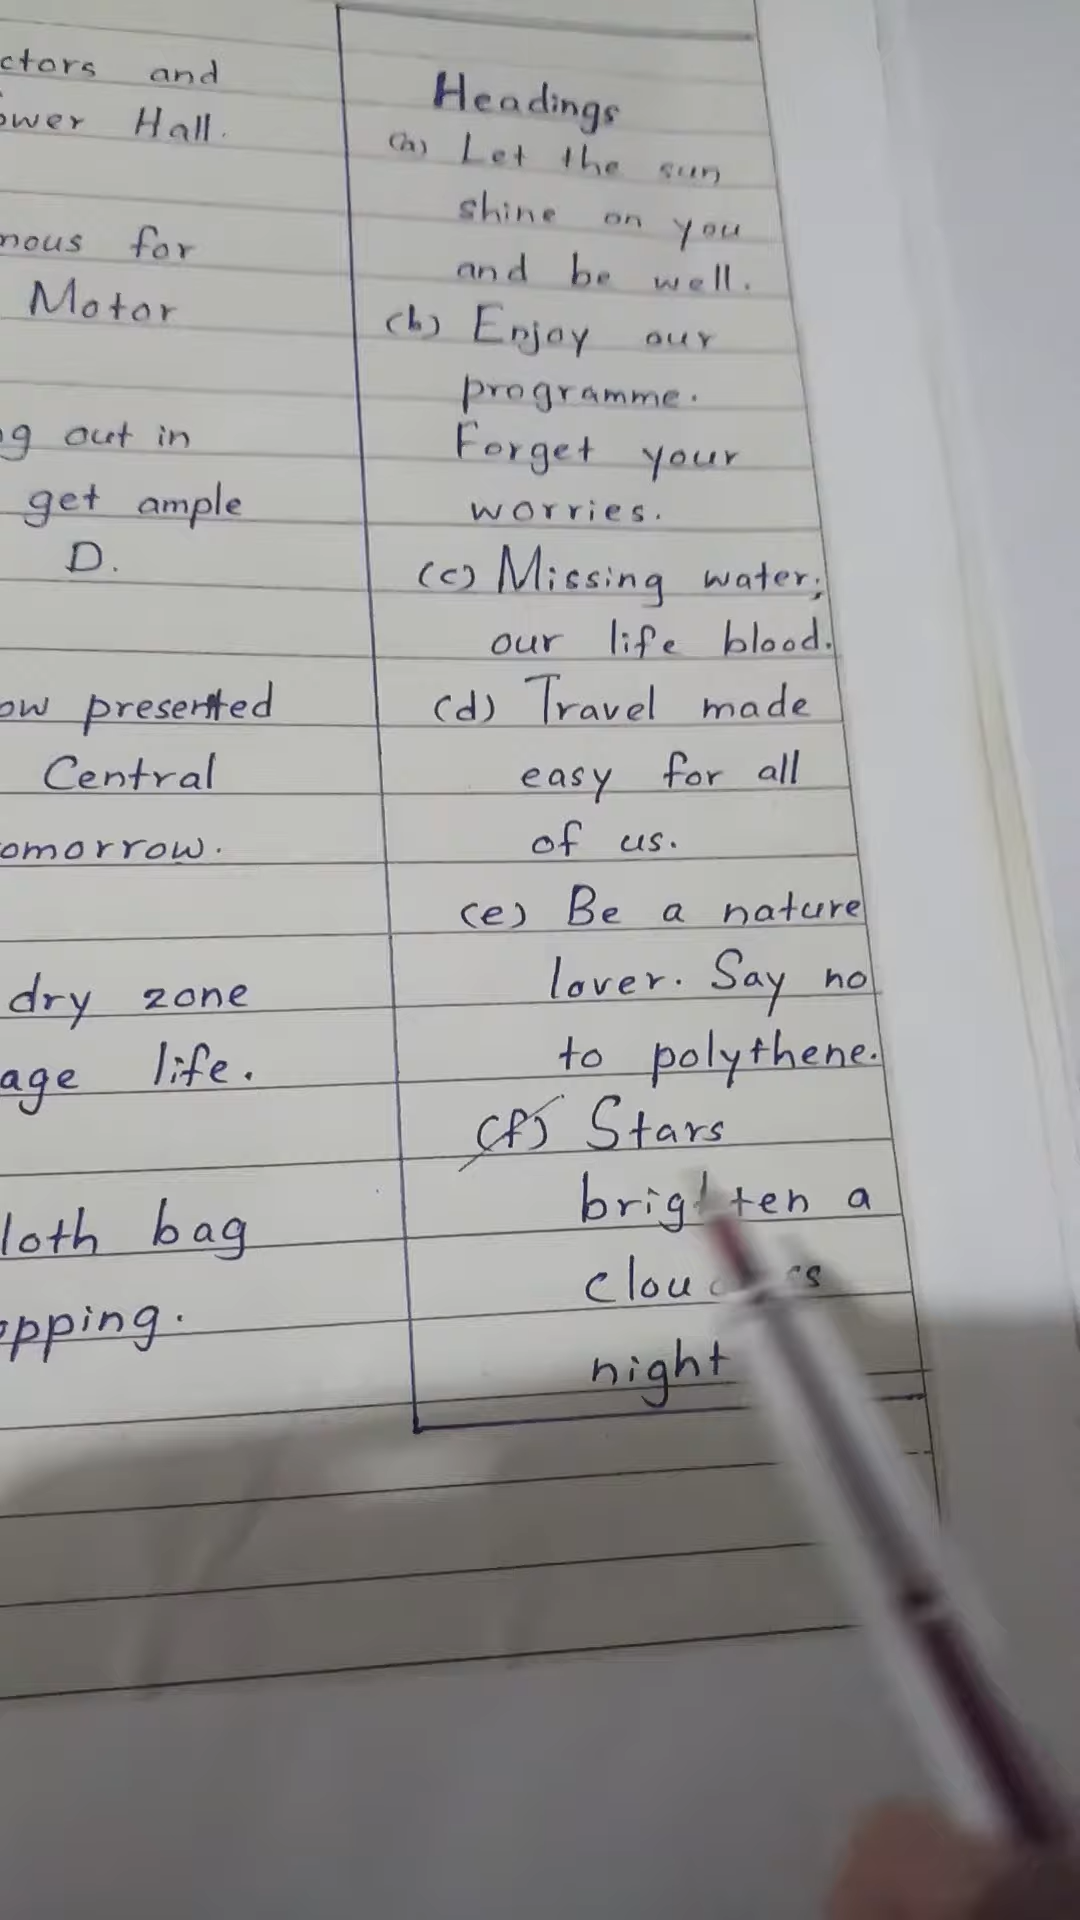 ctors and
ower Hall.
nous for
Motor
g out in
get ample
D.
ow presented
Central
omorrow.
dry zone
age life.
loth bag
opping.
Headings
(a) Let the sun
shine on you
and be well.
(b) Enjoy our
programme.
Forget your
worries.
(c) Missing water;
our life blood.
(d) Travel made
easy for all
of us.
(e) Be a nature
lover. Say no
to polythene.
(f) Stars
brighten a
night